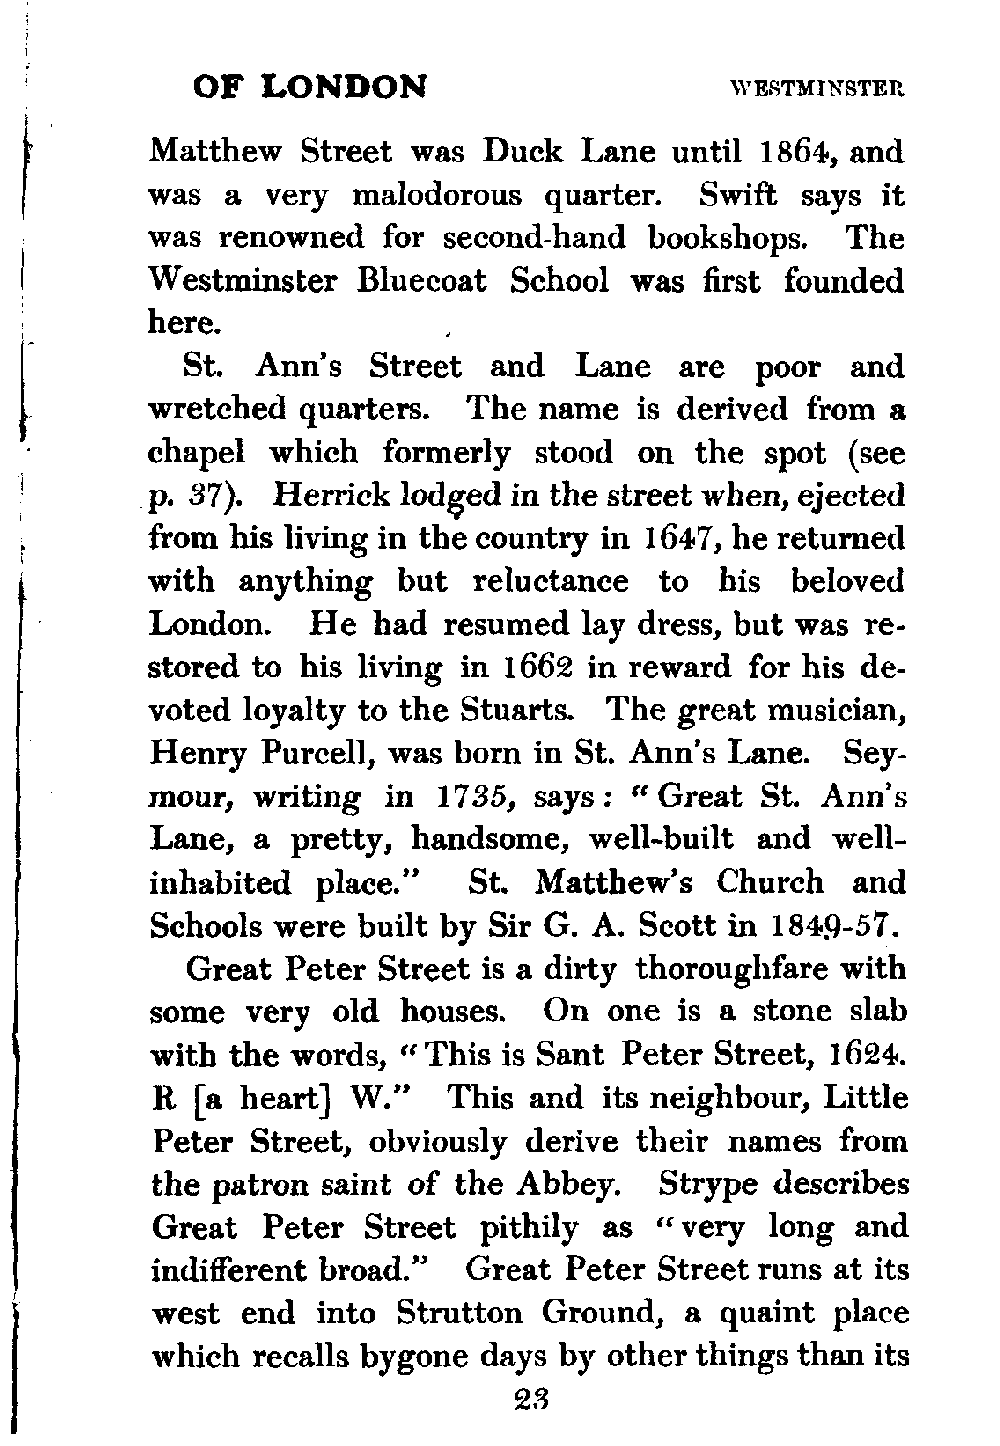 OF LONDON WESTMINSTER
Matthew Street was Duck Lane until 1864, and
was a very malodorous quarter. Swift says it
was renowned for second-hand bookshops. The
Westminster Bluecoat School was first founded
here.
St. Ann's Street and Lane are poor and
wretched quarters. The name is derived from a
chapel which formerly stood on the spot (see
p. 37). Herrick lodged in the street when, ejected
from his living in the country in 1647, he returned
with anything but reluctance to his beloved
London. He had resumed lay dress, but was re-
stored to his living in 1662 in reward for his de-
voted loyalty to the Stuarts. The great musician,
Henry Purcell, was born in St. Ann's Lane. Sey-
mour, writing in 1735, says: "Great St. Ann's
Lane, a pretty, handsome, well-built and well-
inhabited place." St. Matthew's Church and
Schools were built by Sir G. A. Scott in 1849-57.
Great Peter Street is a dirty thoroughfare with
some very old houses. On one is a stone slab
with the words, "This is Sant Peter Street, 1624.
R [a heart] W." This and its neighbour, Little
Peter Street, obviously derive their names from
the patron saint of the Abbey. Strype describes
Great Peter Street pithily as "very long and
indifferent broad." Great Peter Street runs at its
west end into Strutton Ground, a quaint place
which recalls bygone days by other things than its
23